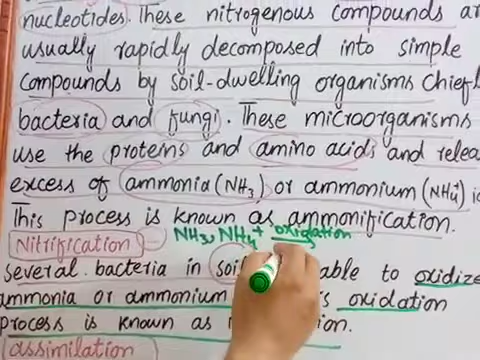 nucleotides. These nitrogenous compounds
usually rapidly decomposed into simple
compounds by soil-dwelling organisms
bacteria and fungi. These microorganisms
use the proteins and amino acids and
excess of ammonia (NH3) or ammonium (NH4+)
This process is known as ammonification.
NH3, NH4+ oxidation
Nitrification
Several bacteria in able to oxidize
ammonia or ammonium oxidation
process is known as
assimilation